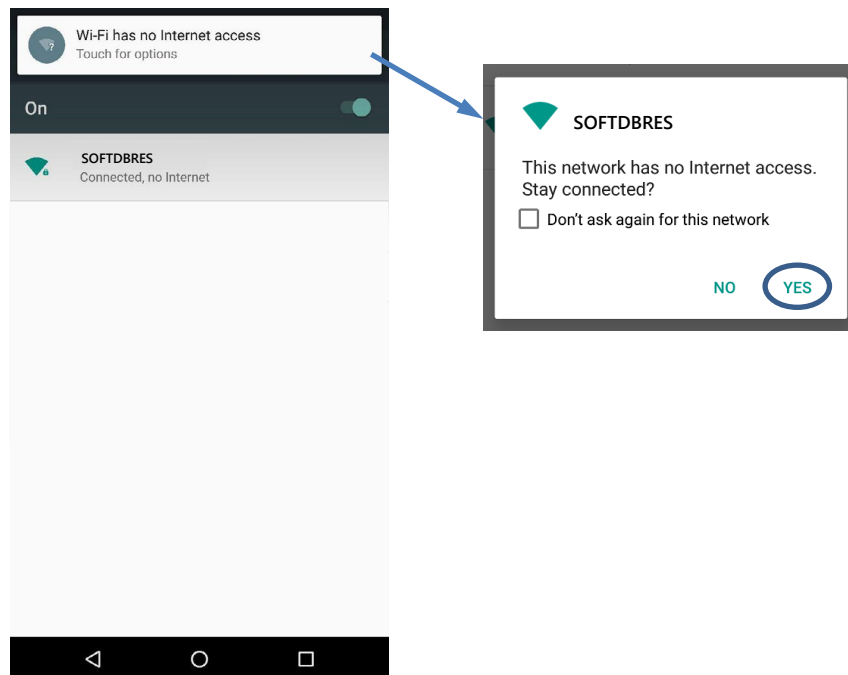 Wi-Fi has no Internet access
Touch for options
On
SOFTDBRES
Connected, no Internet
SOFTDBRES
This network has no Internet access.
Stay connected?
Don't ask again for this network
NO YES